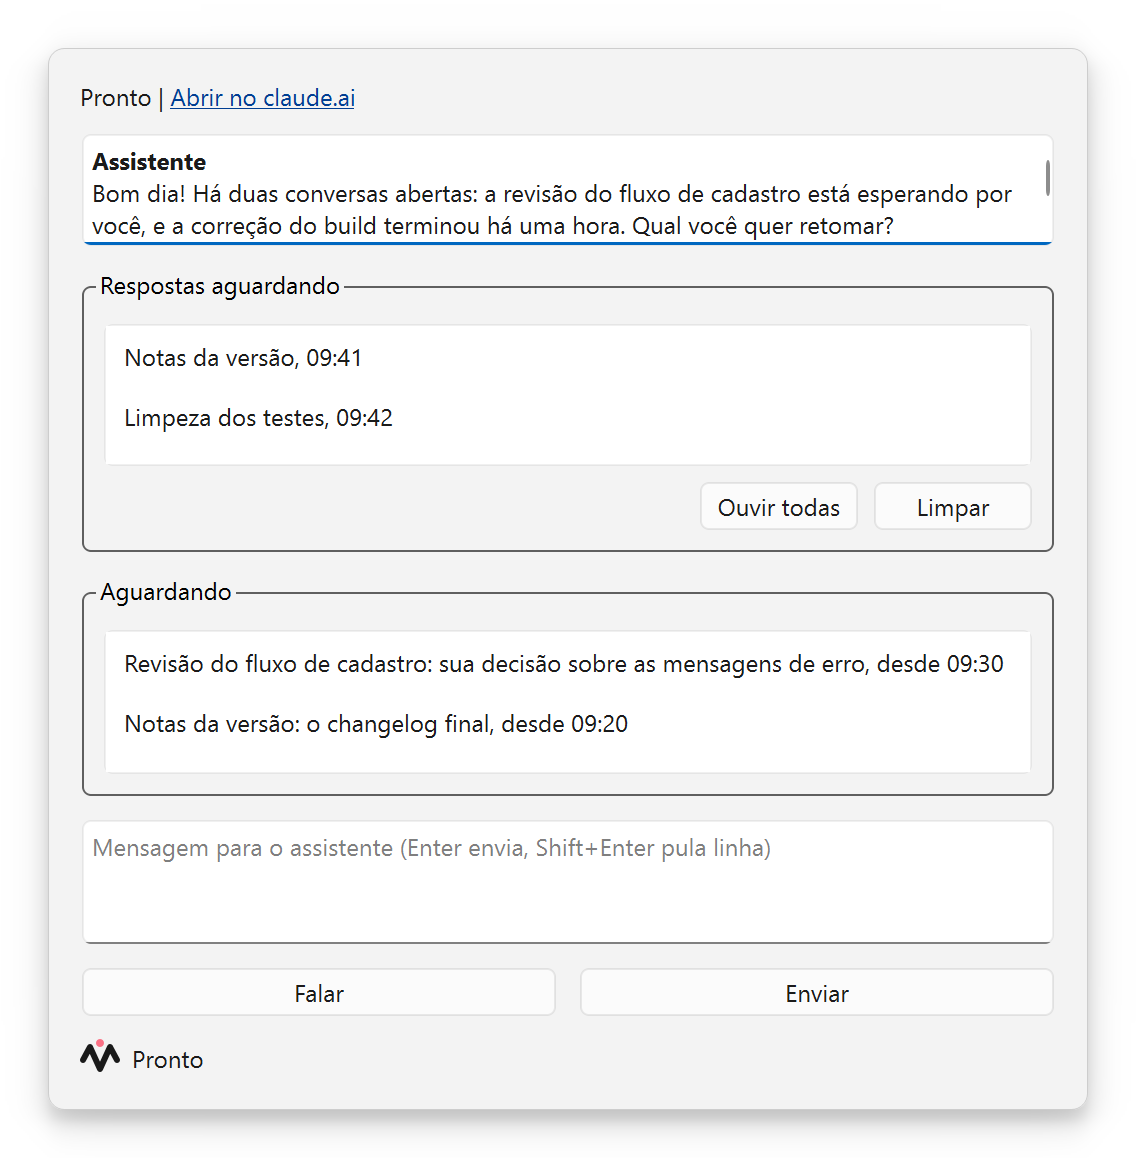 Pronto | Abrir no claude.ai
Assistente
Bom dia! Há duas conversas abertas: a revisão do fluxo de cadastro está esperando por
você, e a correção do build terminou há uma hora. Qual você quer retomar?
Respostas aguardando
Notas da versão, 09:41
Limpeza dos testes, 09:42
Ouvir todas
Limpar
Aguardando
Revisão do fluxo de cadastro: sua decisão sobre as mensagens de erro, desde 09:30
Notas da versão: o changelog final, desde 09:20
Mensagem para o assistente (Enter envia, Shift+Enter pula linha)
Falar
Enviar
Pronto